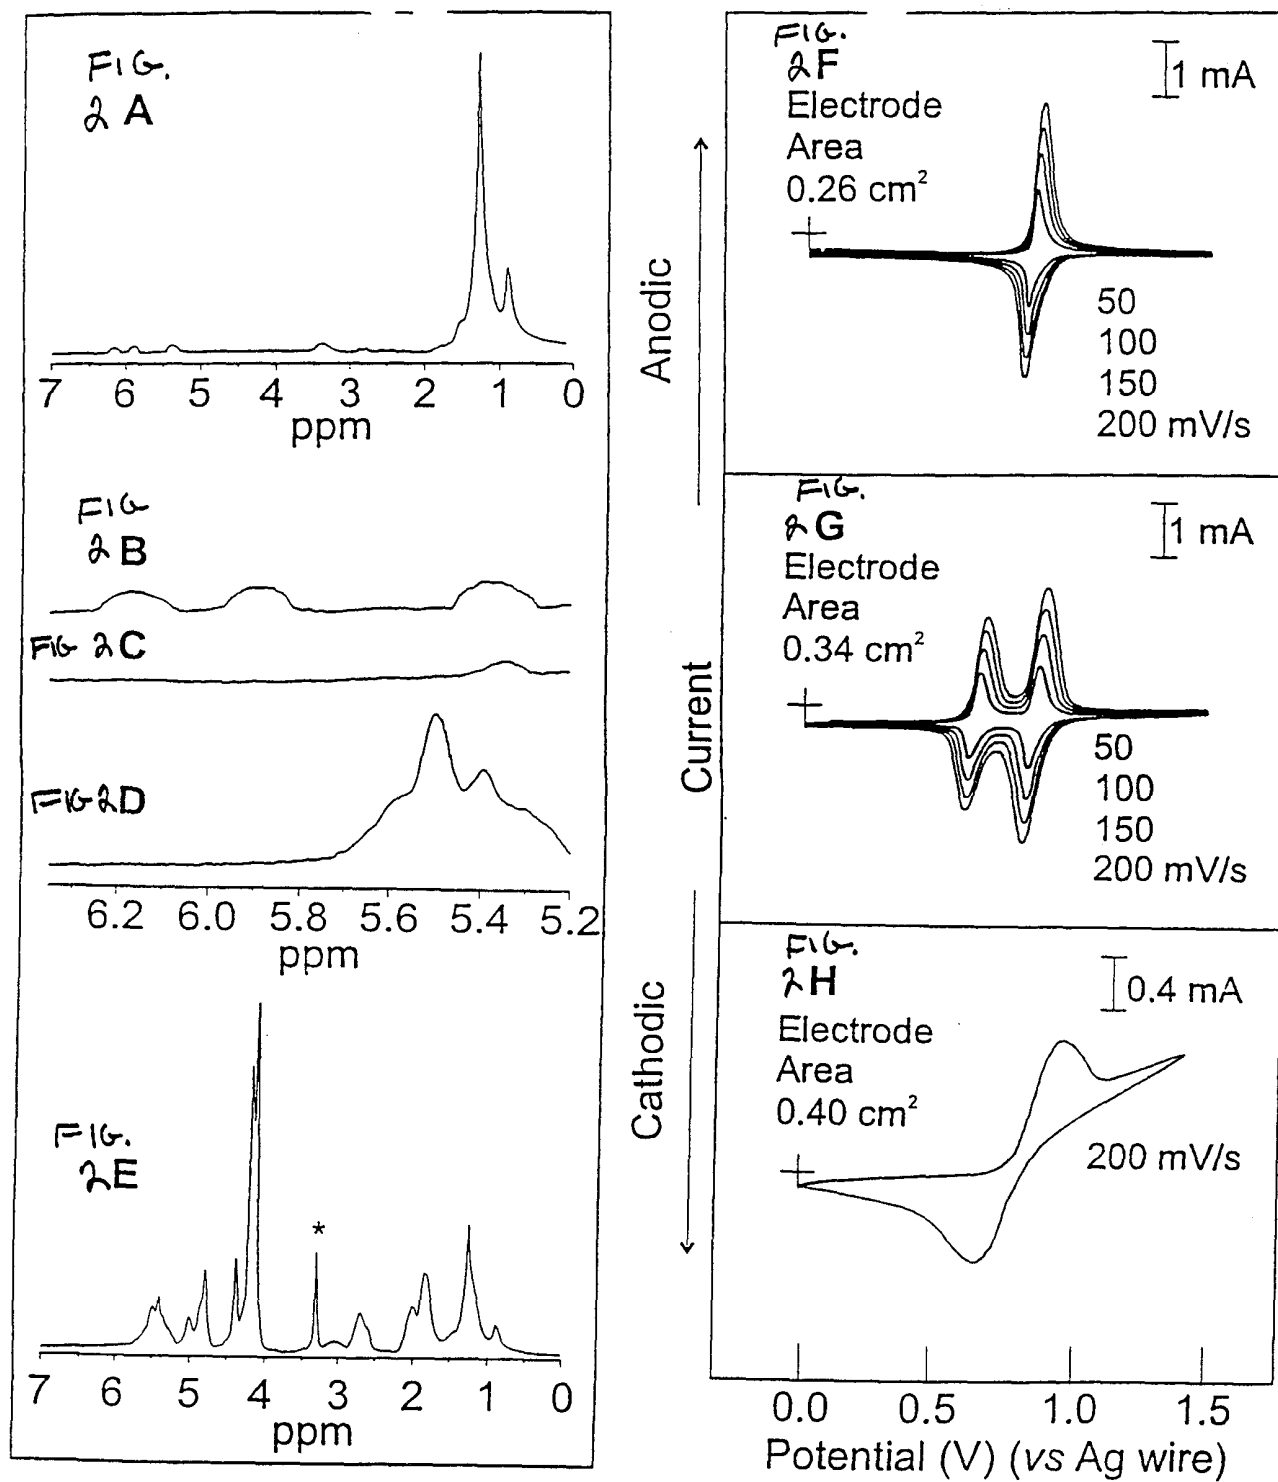 FIG.
2 A
7 6 5 4 3 2 1 0
ppm
FIG
2 B
FIG 2C
FIG 2D
6.2 6.0 5.8 5.6 5.4 5.2
ppm
FIG.
2E
*
7 6 5 4 3 2 1 0
ppm
Anodic
Current
Cathodic
FIG.
2F
Electrode
Area
0.26 cm²
1 mA
50
100
150
200 mV/s
FIG.
2G
Electrode
Area
0.34 cm²
1 mA
50
100
150
200 mV/s
FIG.
2H
Electrode
Area
0.40 cm²
0.4 mA
200 mV/s
0.0 0.5 1.0 1.5
Potential (V) (vs Ag wire)